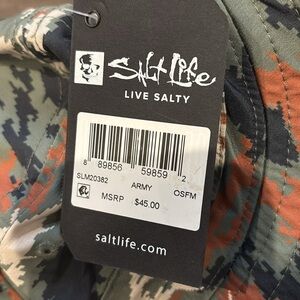 Salt Life
LIVE SALTY
8 89856 59859 2
SLM20382 ARMY OSFM
MSRP $45.00
saltlife.com